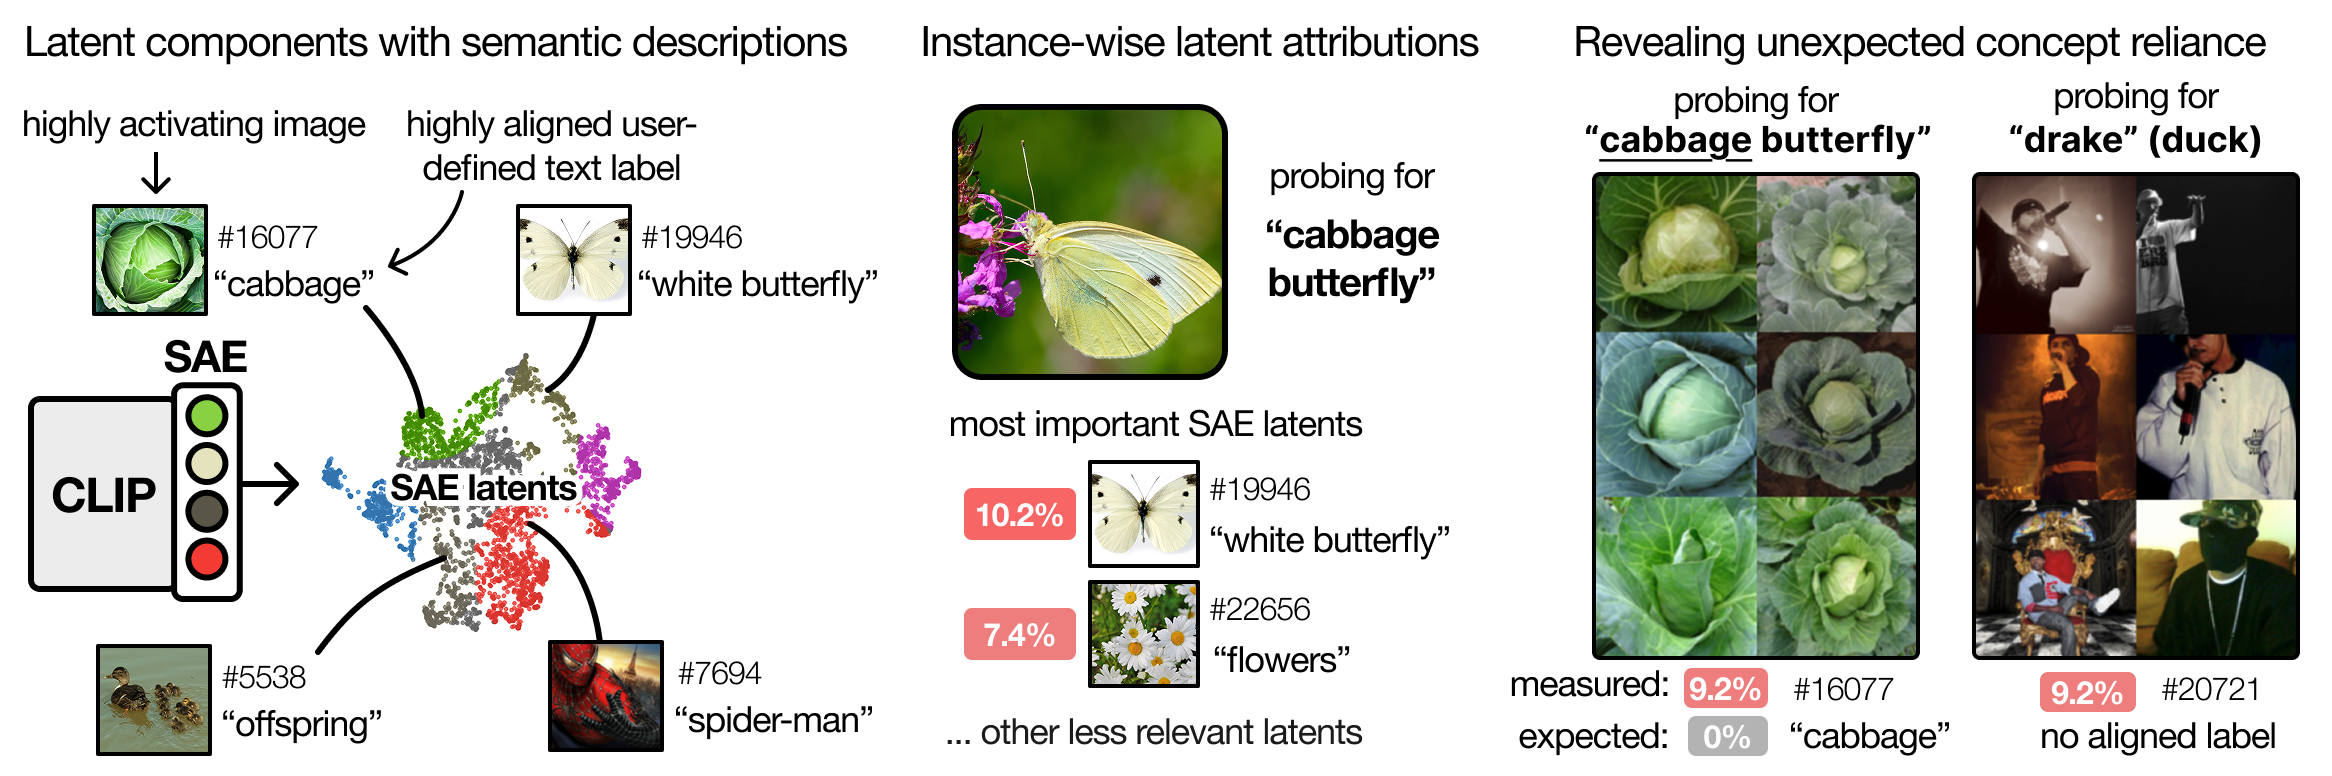 Latent components with semantic descriptions
highly activating image
highly aligned user-
defined text label
#16077
“cabbage”
#19946
“white butterfly”
SAE
CLIP
SAE latents
#5538
“offspring”
#7694
“spider-man”
Instance-wise latent attributions
probing for
“cabbage
butterfly”
most important SAE latents
10.2%
#19946
“white butterfly”
7.4%
#22656
“flowers”
... other less relevant latents
Revealing unexpected concept reliance
probing for
“cabbage butterfly”
measured: 9.2% #16077
expected: 0% “cabbage”
probing for
“drake” (duck)
9.2% #20721
no aligned label